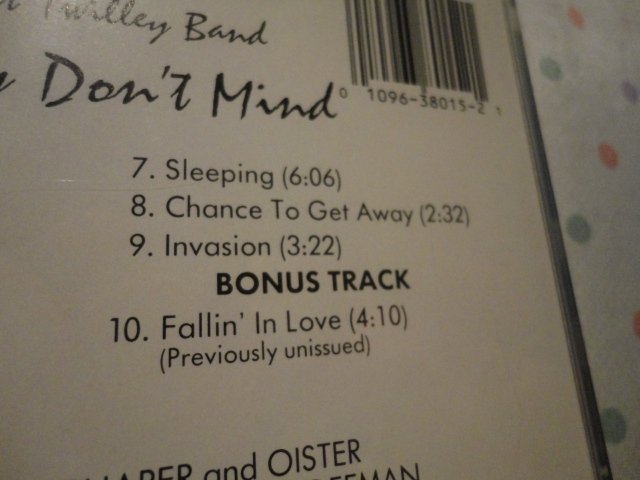 Twilley Band
Don't Mind
0 1096-38015-2 1
7. Sleeping (6:06)
8. Chance To Get Away (2:32)
9. Invasion (3:22)
BONUS TRACK
10. Fallin' In Love (4:10)
(Previously unissued)
and OISTER